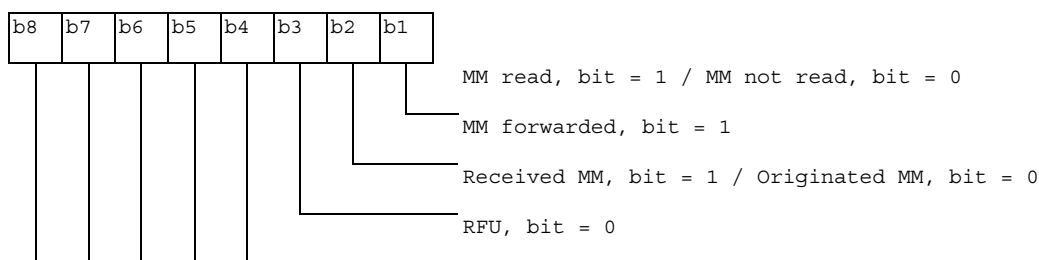 b8 b7 b6 b5 b4 b3 b2 b1
MM read, bit = 1 / MM not read, bit = 0
MM forwarded, bit = 1
Received MM, bit = 1 / Originated MM, bit = 0
RFU, bit = 0